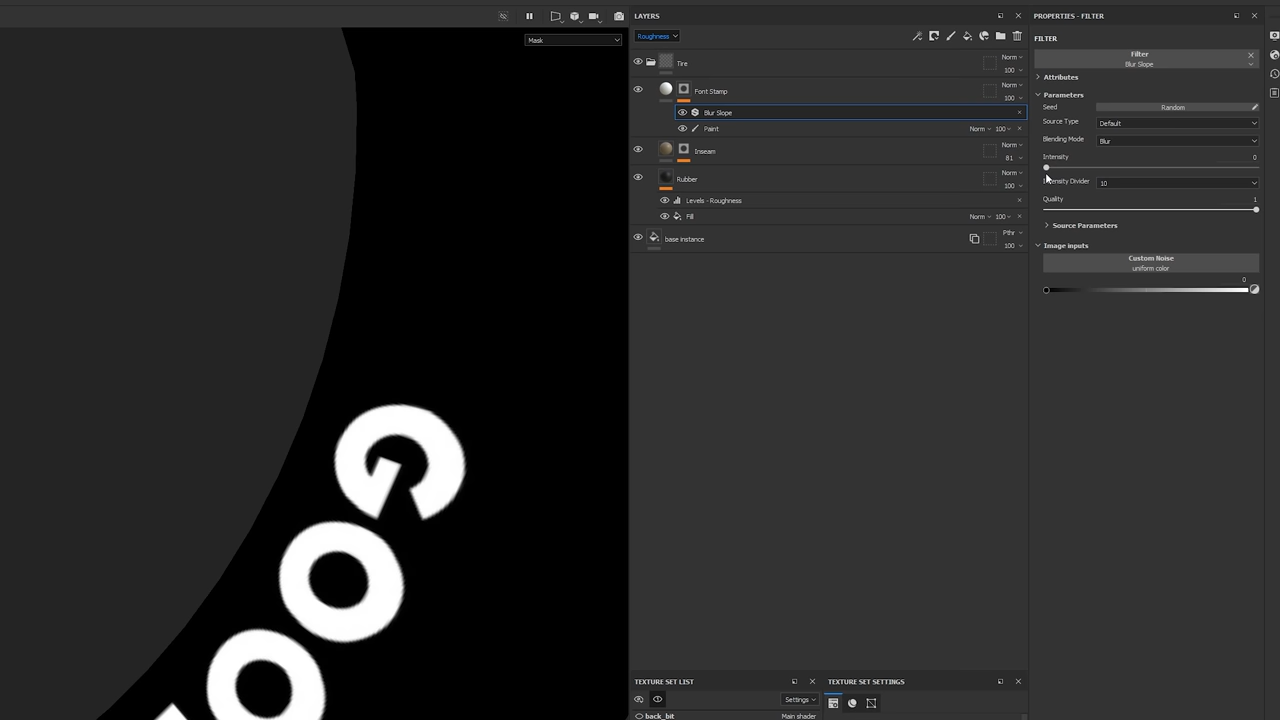 Mask
GOO
LAYERS
Roughness
Tire
Norm
100
Font Stamp
Norm
100
Blur Slope
Paint
Norm 100
Inseam
Norm
81
Rubber
Norm
100
Levels - Roughness
Fill
Norm 100
base instance
Pthr
100
TEXTURE SET LIST
Settings
back_bit
Main shader
TEXTURE SET SETTINGS
PROPERTIES - FILTER
FILTER
Filter
Blur Slope
Attributes
Parameters
Seed
Random
Source Type
Default
Blending Mode
Blur
Intensity
0
Intensity Divider
10
Quality
1
Source Parameters
Image inputs
Custom Noise
uniform color
0